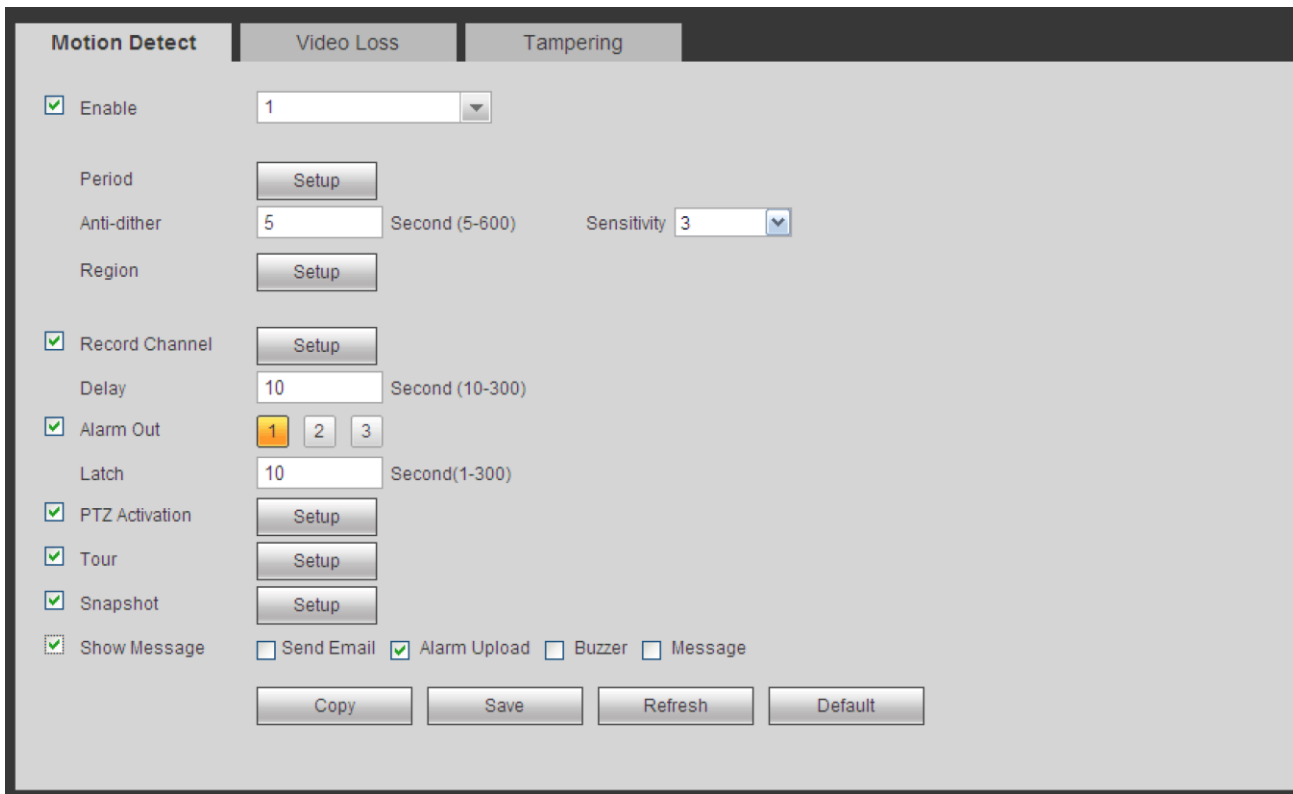 Motion Detect Video Loss Tampering
Enable 1
Period Setup
Anti-dither 5 Second (5-600) Sensitivity 3
Region Setup
Record Channel Setup
Delay 10 Second (10-300)
Alarm Out 1 2 3
Latch 10 Second(1-300)
PTZ Activation Setup
Tour Setup
Snapshot Setup
Show Message Send Email Alarm Upload Buzzer Message
Copy Save Refresh Default